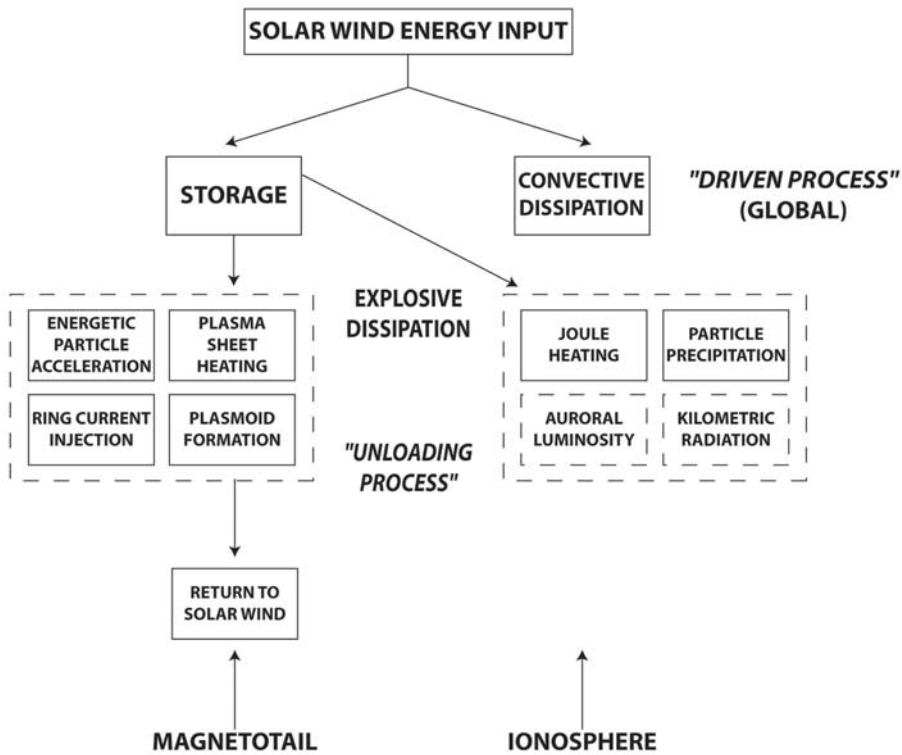 SOLAR WIND ENERGY INPUT
STORAGE
CONVECTIVE
DISSIPATION
"DRIVEN PROCESS"
(GLOBAL)
ENERGETIC
PARTICLE
ACCELERATION
PLASMA
SHEET
HEATING
RING CURRENT
INJECTION
PLASMOID
FORMATION
EXPLOSIVE
DISSIPATION
"UNLOADING
PROCESS"
JOULE
HEATING
PARTICLE
PRECIPITATION
AURORAL
LUMINOSITY
KILOMETRIC
RADIATION
RETURN TO
SOLAR WIND
MAGNETOTAIL
IONOSPHERE